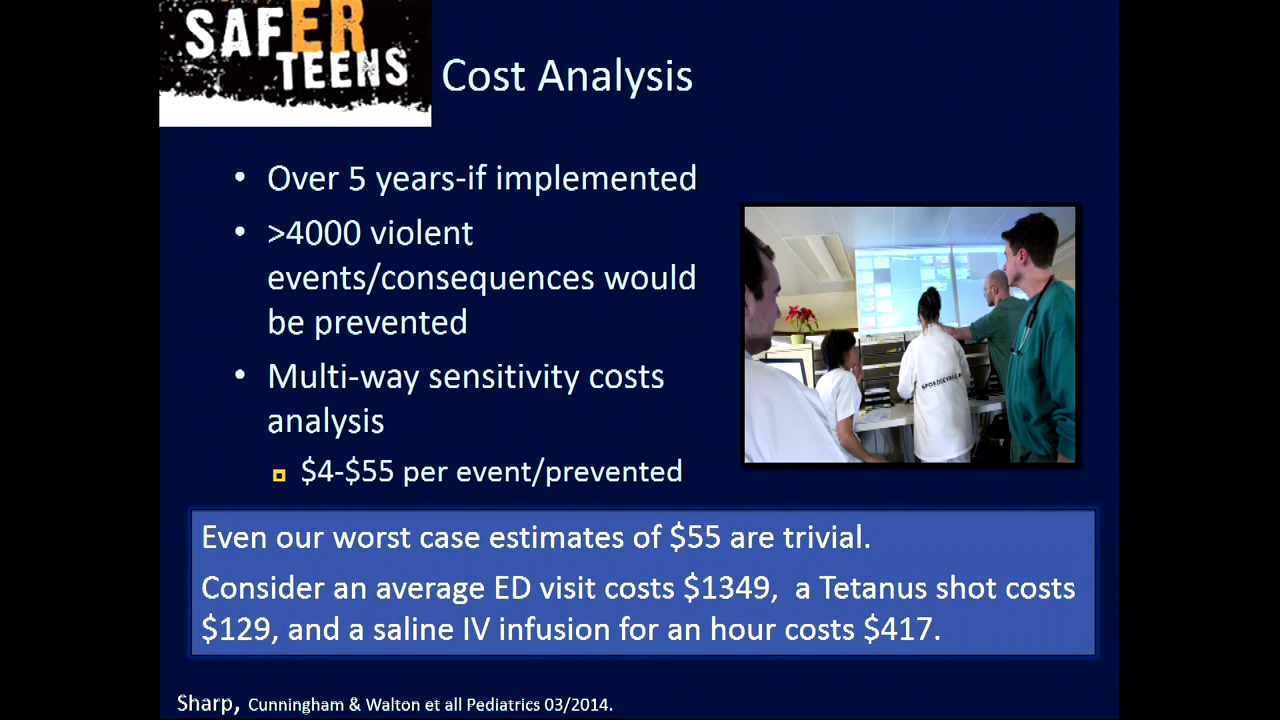 SAFER
TEENS
Cost Analysis
• Over 5 years-if implemented
• >4000 violent
events/consequences would
be prevented
• Multi-way sensitivity costs
analysis
$4-$55 per event/prevented
Even our worst case estimates of $55 are trivial.
Consider an average ED visit costs $1349, a Tetanus shot costs
$129, and a saline IV infusion for an hour costs $417.
Sharp, Cunningham & Walton et all Pediatrics 03/2014.